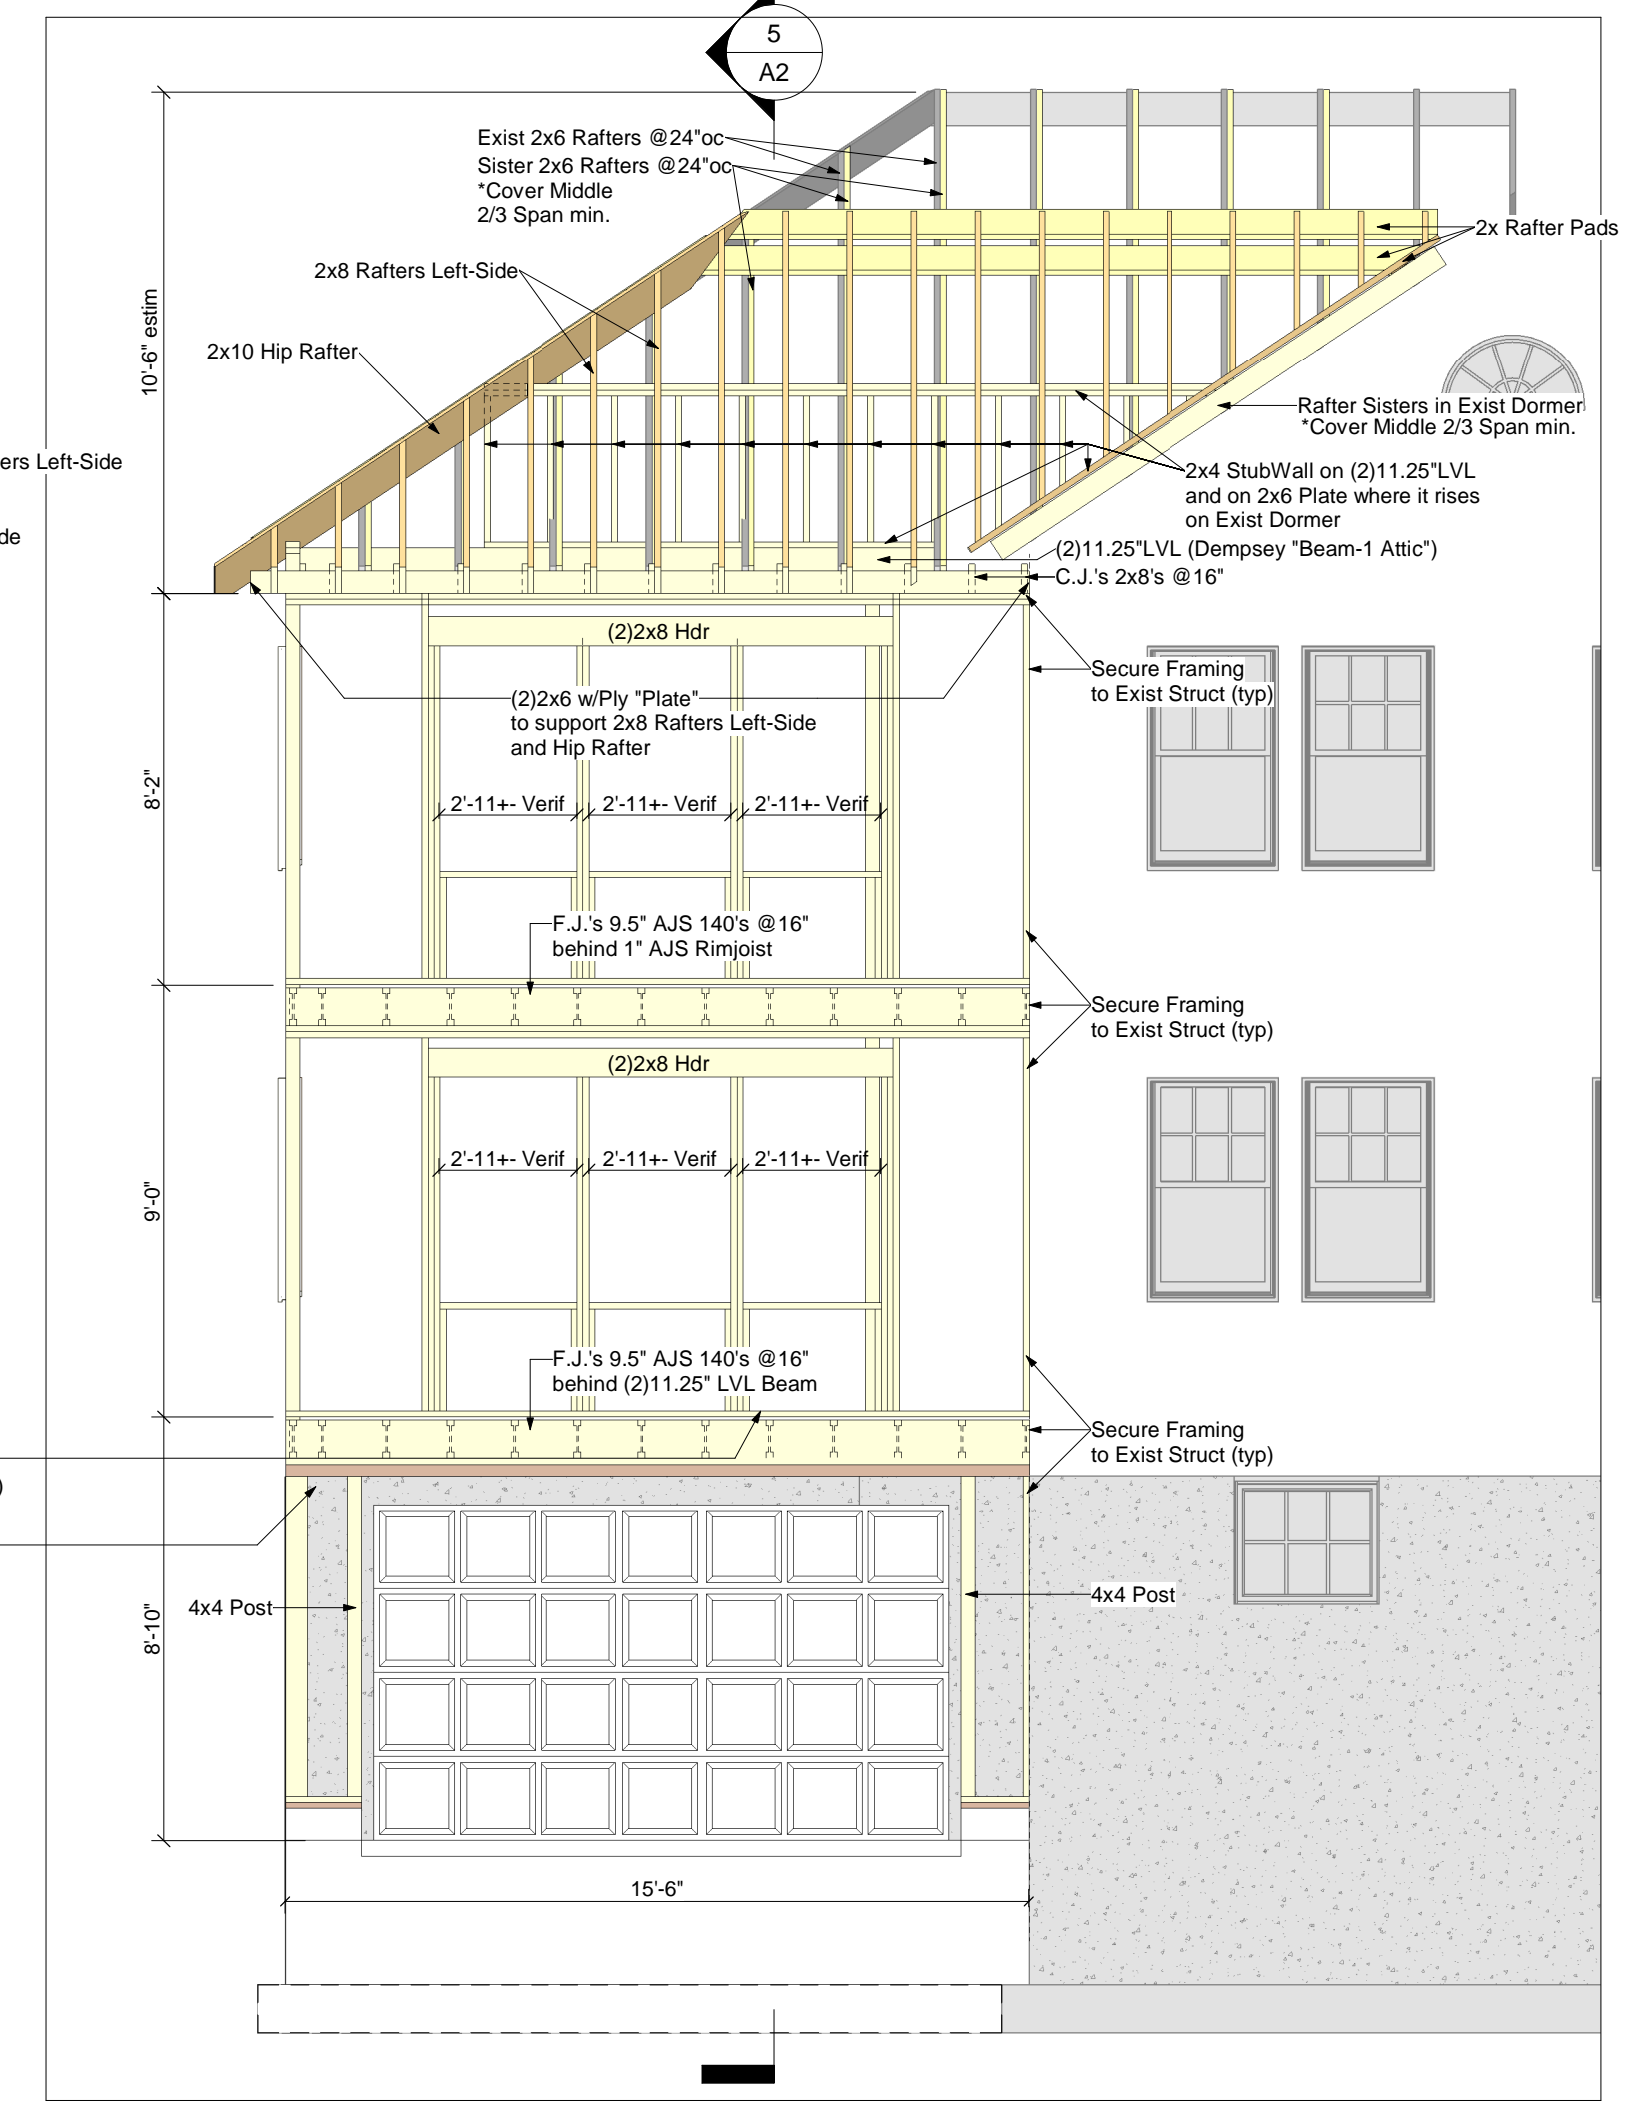 5
A2
Exist 2x6 Rafters @24"oc
Sister 2x6 Rafters @24"oc
*Cover Middle
2/3 Span min.
2x Rafter Pads
2x8 Rafters Left-Side
10'-6" estim
2x10 Hip Rafter
Rafter Sisters in Exist Dormer
*Cover Middle 2/3 Span min.
ers Left-Side
2x4 StubWall on (2)11.25"LVL
and on 2x6 Plate where it rises
on Exist Dormer
de
(2)11.25"LVL (Dempsey "Beam-1 Attic")
C.J.'s 2x8's @16"
(2)2x8 Hdr
Secure Framing
to Exist Struct (typ)
(2)2x6 w/Ply "Plate"
to support 2x8 Rafters Left-Side
and Hip Rafter
8'-2"
2'-11+- Verif
2'-11+- Verif
2'-11+- Verif
F.J.'s 9.5" AJS 140's @16"
behind 1" AJS Rimjoist
Secure Framing
to Exist Struct (typ)
(2)2x8 Hdr
2'-11+- Verif
2'-11+- Verif
2'-11+- Verif
9'-0"
F.J.'s 9.5" AJS 140's @16"
behind (2)11.25" LVL Beam
Secure Framing
to Exist Struct (typ)
)
4x4 Post
4x4 Post
8'-10"
15'-6"